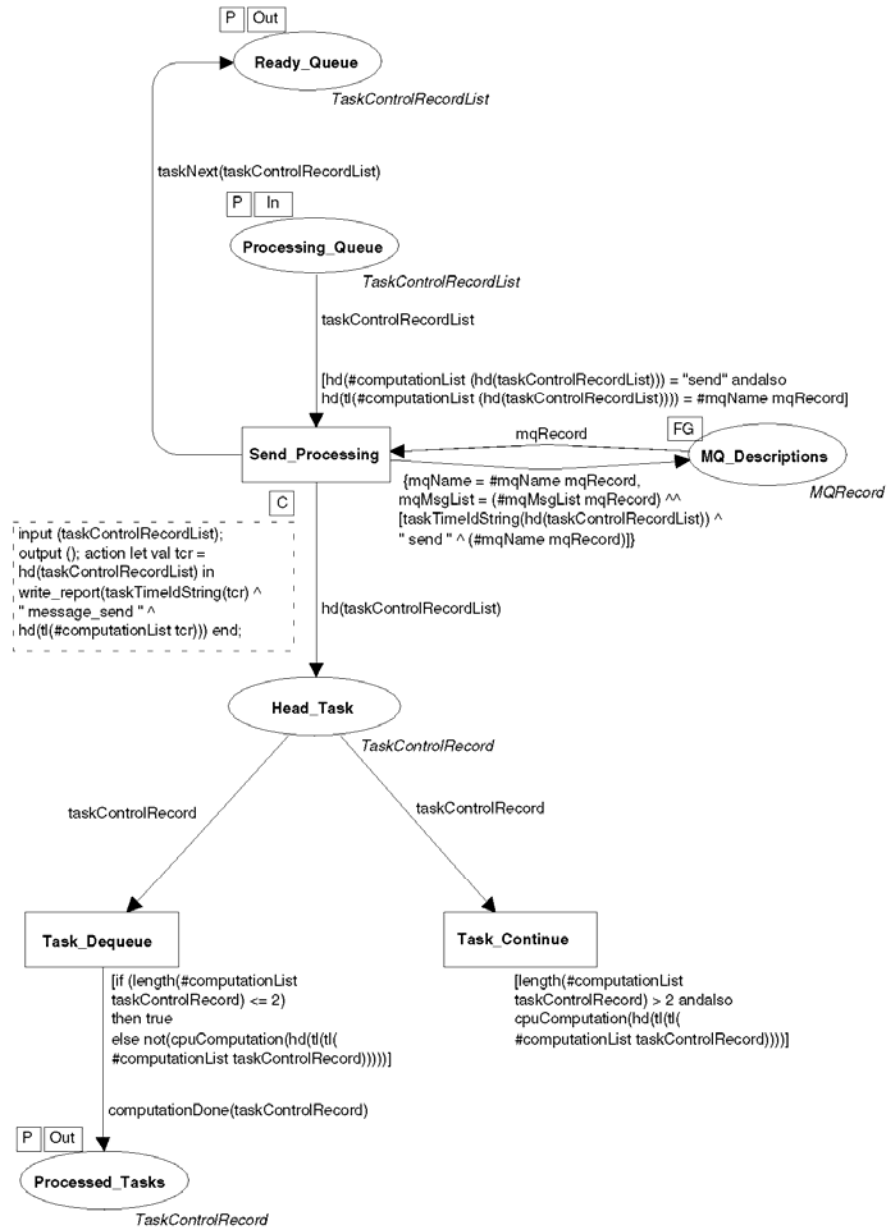 P Out
Ready_Queue
TaskControlRecordList
taskNext(taskControlRecordList)
P In
Processing_Queue
TaskControlRecordList
taskControlRecordList
[hd(#computationList (hd(taskControlRecordList))) = "send" andalso
hd(tl(#computationList (hd(taskControlRecordList)))) = #mqName mqRecord]
mqRecord
FG
Send_Processing
MQ_Descriptions
MQRecord
C
{mqName = #mqName mqRecord,
mqMsgList = (#mqMsgList mqRecord) ^^
[taskTimeIdString(hd(taskControlRecordList)) ^
" send " ^ (#mqName mqRecord)]}
input (taskControlRecordList);
output (); action let val tcr =
hd(taskControlRecordList) in
write_report(taskTimeIdString(tcr) ^
" message_send " ^
hd(tl(#computationList tcr))) end;
hd(taskControlRecordList)
Head_Task
TaskControlRecord
taskControlRecord
taskControlRecord
Task_Dequeue
Task_Continue
[if (length(#computationList
taskControlRecord) <= 2)
then true
else not(cpuComputation(hd(tl(tl(
#computationList taskControlRecord)))))]
[length(#computationList
taskControlRecord) > 2 andalso
cpuComputation(hd(tl(tl(
#computationList taskControlRecord))))]
computationDone(taskControlRecord)
P Out
Processed_Tasks
TaskControlRecord